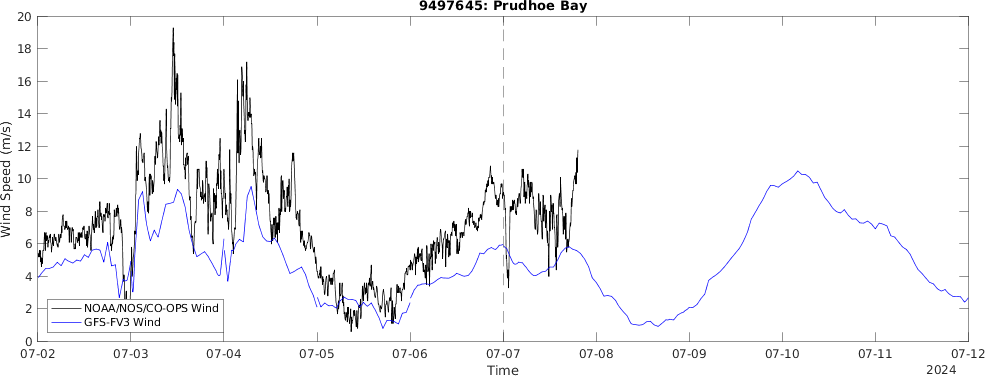 9497645: Prudhoe Bay
20
18
16
14
12
10
8
6
4
2
0
Wind Speed (m/s)
NOAA/NOS/CO-OPS Wind
GFS-FV3 Wind
07-02 07-03 07-04 07-05 07-06 07-07 07-08 07-09 07-10 07-11 07-12
Time
2024